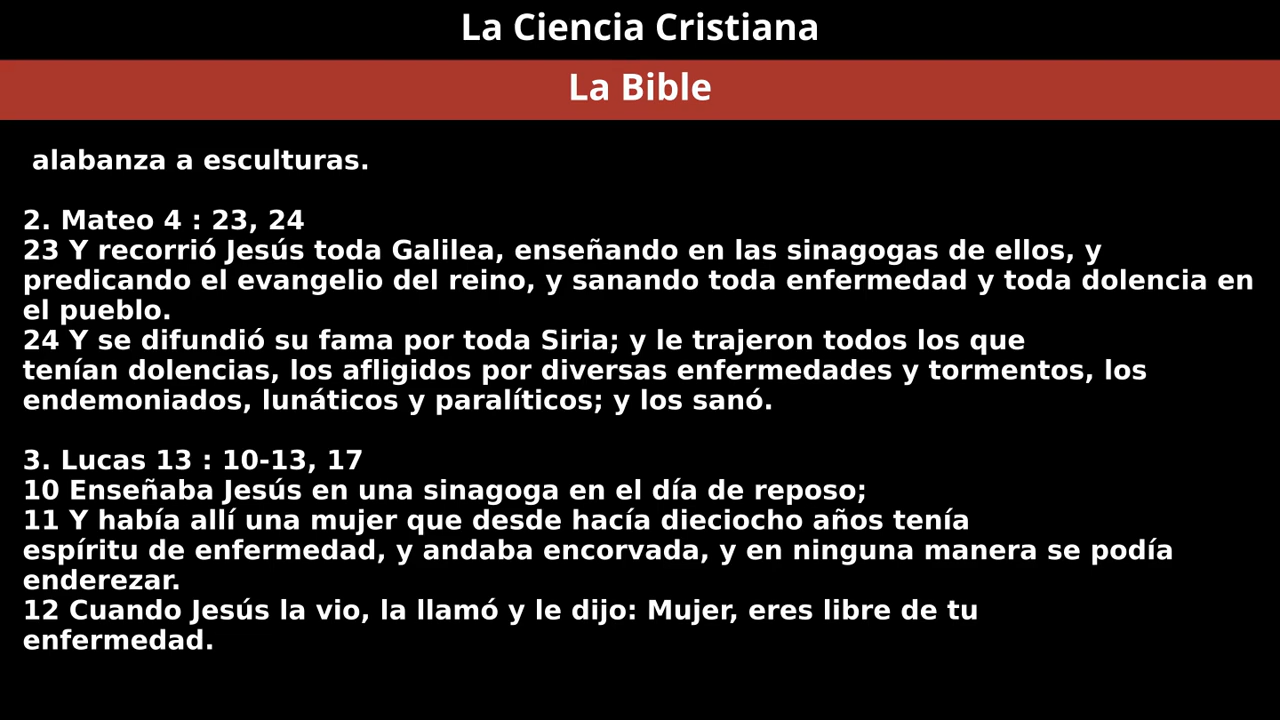 La Ciencia Cristiana
La Bible
alabanza a esculturas.
2. Mateo 4 : 23, 24
23 Y recorrió Jesús toda Galilea, enseñando en las sinagogas de ellos, y
predicando el evangelio del reino, y sanando toda enfermedad y toda dolencia en
el pueblo.
24 Y se difundió su fama por toda Siria; y le trajeron todos los que
tenían dolencias, los afligidos por diversas enfermedades y tormentos, los
endemoniados, lunáticos y paralíticos; y los sanó.
3. Lucas 13 : 10-13, 17
10 Enseñaba Jesús en una sinagoga en el día de reposo;
11 Y había allí una mujer que desde hacía dieciocho años tenía
espíritu de enfermedad, y andaba encorvada, y en ninguna manera se podía
enderezar.
12 Cuando Jesús la vio, la llamó y le dijo: Mujer, eres libre de tu
enfermedad.